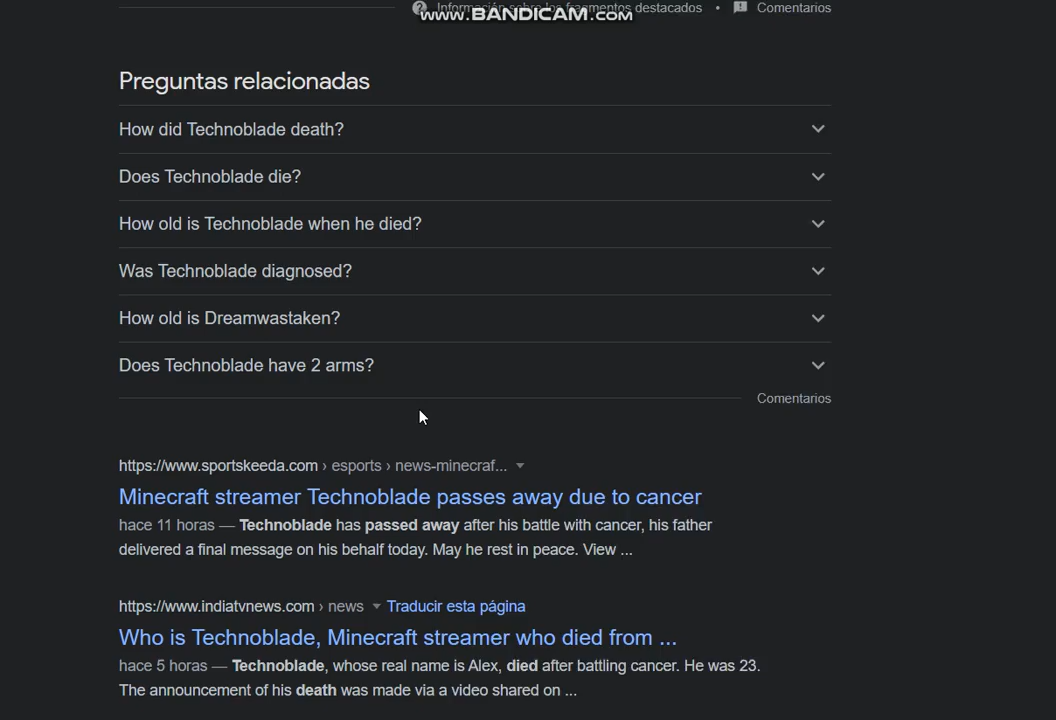 Información sobre los fragmentos destacados • Comentarios
www.BANDICAM.com
Preguntas relacionadas
How did Technoblade death?
Does Technoblade die?
How old is Technoblade when he died?
Was Technoblade diagnosed?
How old is Dreamwastaken?
Does Technoblade have 2 arms?
Comentarios
https://www.sportskeeda.com › esports › news-minecraf...
Minecraft streamer Technoblade passes away due to cancer
hace 11 horas — Technoblade has passed away after his battle with cancer, his father
delivered a final message on his behalf today. May he rest in peace. View ...
https://www.indiatvnews.com › news Traducir esta página
Who is Technoblade, Minecraft streamer who died from ...
hace 5 horas — Technoblade, whose real name is Alex, died after battling cancer. He was 23.
The announcement of his death was made via a video shared on ...